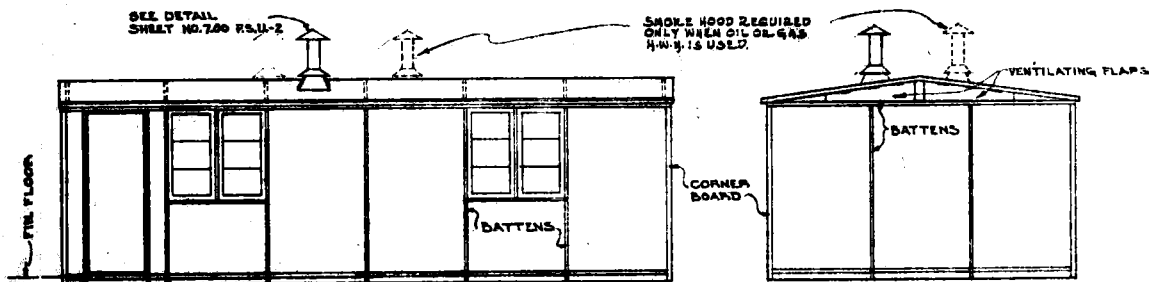 SEE DETAIL
SHEET NO. 7.00 P.S.U-2
SMOKE HOOD REQUIRED
ONLY WHEN OIL OR GAS
H.W.H. IS USED.
VENTILATING FLAPS
BATTENS
FIN. FLOOR
CORNER
BOARD
BATTENS